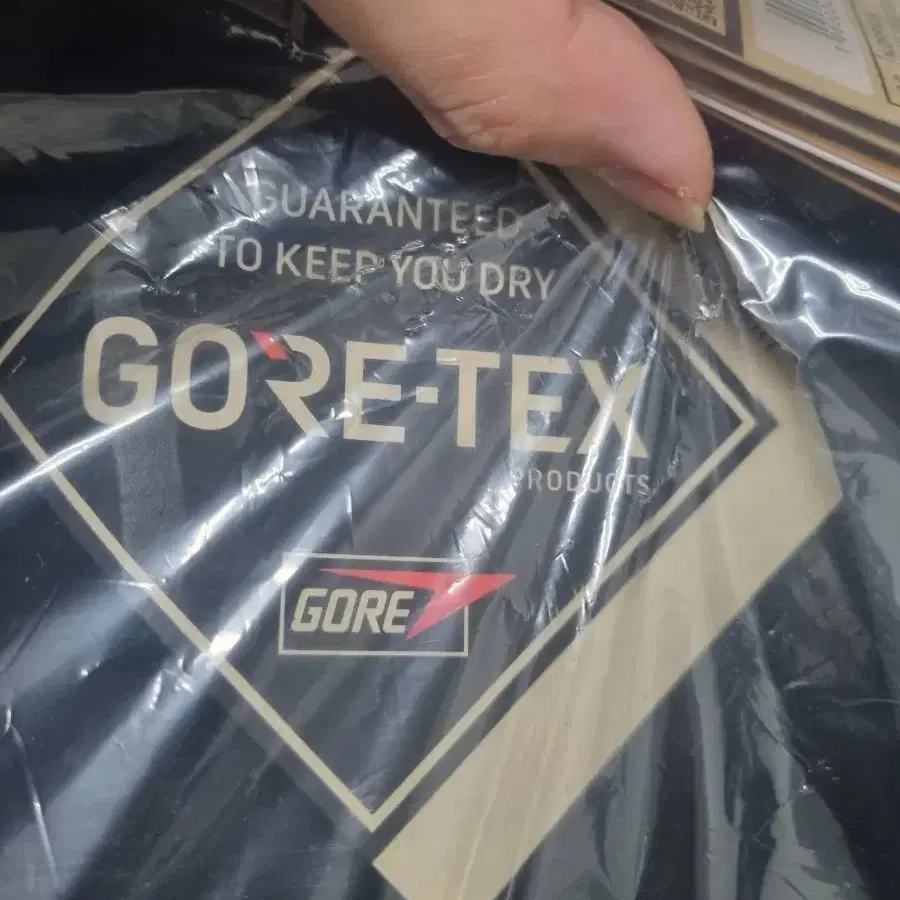 GUARANTEED
TO KEEP YOU DRY
GORE-TEX
PRODUCTS
GORE